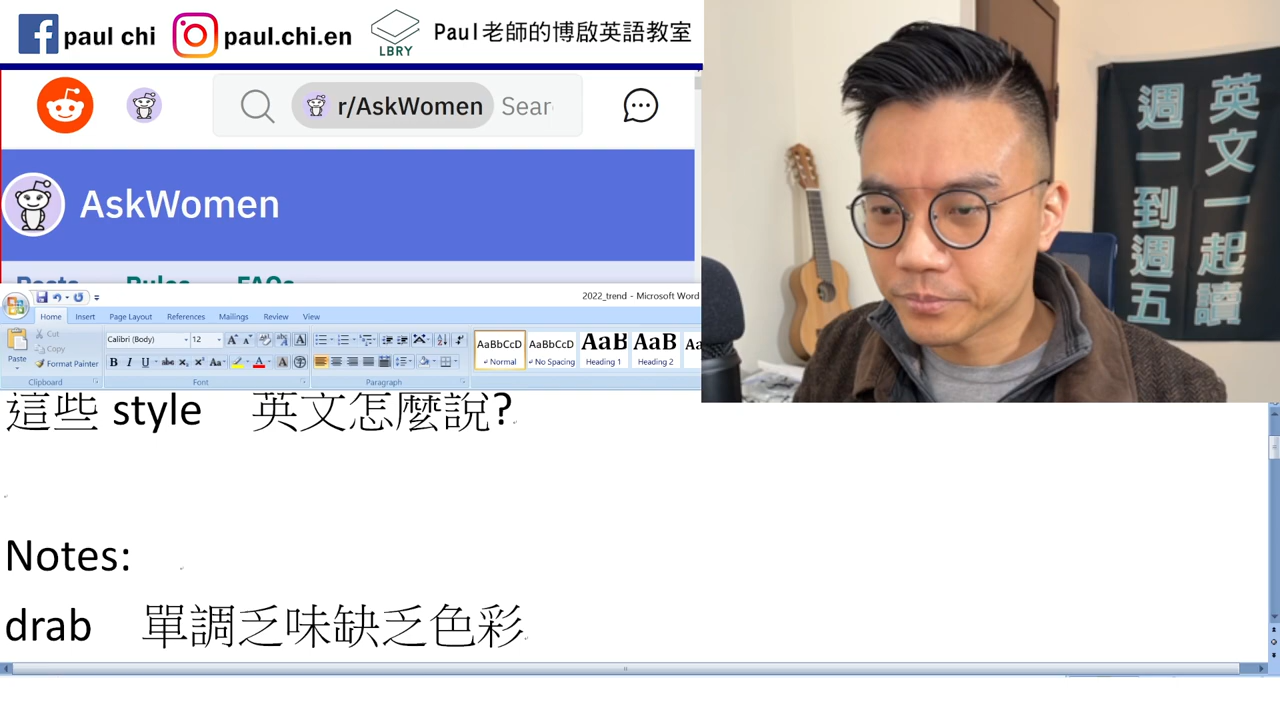 paul chi
paul.chi.en
LBRY
Paul老師的博啟英語教室
r/AskWomen
Sear
AskWomen
Posts Rules FAQs
2022_trend - Microsoft Word
Home Insert Page Layout References Mailings Review View
Paste
Cut
Copy
Format Painter
Clipboard
Calibri (Body) 12
Font
Paragraph
AaBbCcD
Normal
AaBbCcD
No Spacing
AaBb
Heading 1
AaB
Heading 2
這些 style 英文怎麼說?
Notes:
drab 單調乏味缺乏色彩
英文一起讀
週一到週五